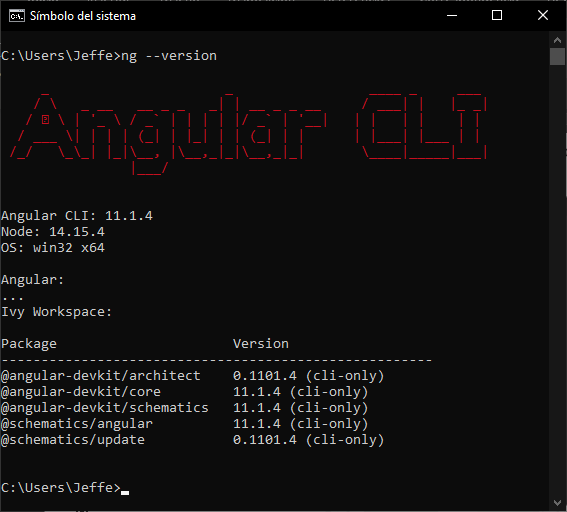 Símbolo del sistema
C:\Users\Jeffe>ng --version
Angular CLI
Angular CLI: 11.1.4
Node: 14.15.4
OS: win32 x64
Angular:
...
Ivy Workspace:
Package Version
------------------------------------------------------
@angular-devkit/architect 0.1101.4 (cli-only)
@angular-devkit/core 11.1.4 (cli-only)
@angular-devkit/schematics 11.1.4 (cli-only)
@schematics/angular 11.1.4 (cli-only)
@schematics/update 0.1101.4 (cli-only)
C:\Users\Jeffe>